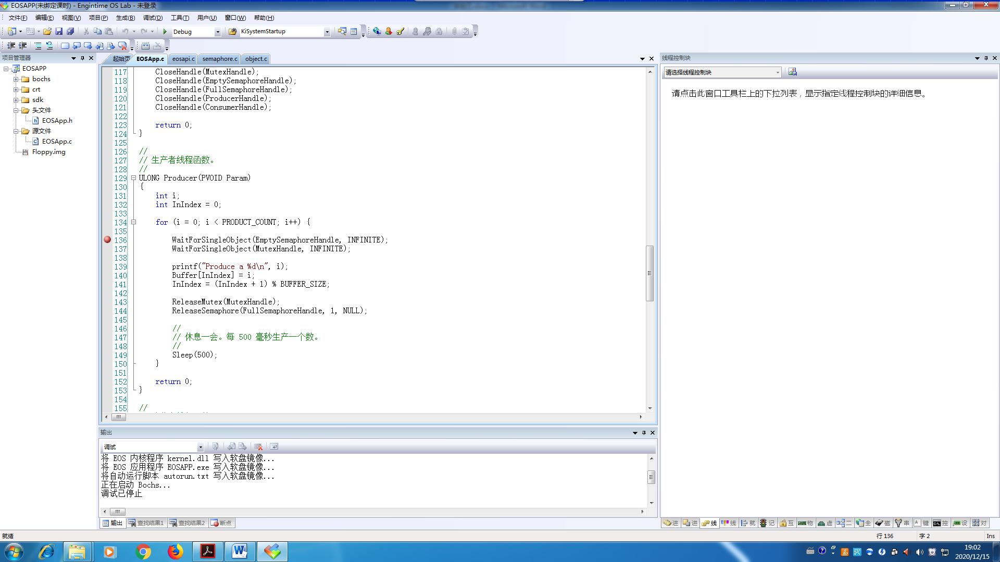 EOSAPP(未绑定课时) - Engintime OS Lab - 未登录
文件(F) 编辑(E) 视图(V) 项目(P) 生成(B) 调试(D) 工具(T) 用户(U) 窗口(W) 帮助(H)
Debug KiSystemStartup
项目管理器
EOSAPP
bochs
crt
sdk
头文件
EOSApp.h
源文件
EOSApp.c
Floppy.img
起始页 EOSApp.c eosapi.c semaphore.c object.c
117 CloseHandle(MutexHandle);
118 CloseHandle(EmptySemaphoreHandle);
119 CloseHandle(FullSemaphoreHandle);
120 CloseHandle(ProducerHandle);
121 CloseHandle(ConsumerHandle);
122
123 return 0;
124 }
125
126 //
127 // 生产者线程函数。
128 //
129 ULONG Producer(PVOID Param)
130 {
131 int i;
132 int InIndex = 0;
133
134 for (i = 0; i < PRODUCT_COUNT; i++) {
135
136 WaitForSingleObject(EmptySemaphoreHandle, INFINITE);
137 WaitForSingleObject(MutexHandle, INFINITE);
138
139 printf("Produce a %d\n", i);
140 Buffer[InIndex] = i;
141 InIndex = (InIndex + 1) % BUFFER_SIZE;
142
143 ReleaseMutex(MutexHandle);
144 ReleaseSemaphore(FullSemaphoreHandle, 1, NULL);
145
146 //
147 // 休息一会。每 500 毫秒生产一个数。
148 //
149 Sleep(500);
150 }
151
152 return 0;
153 }
154
155 //
线程控制块
请选择线程控制块
请点击此窗口工具栏上的下拉列表，显示指定线程控制块的详细信息。
输出
调试
将 EOS 内核程序 kernel.dll 写入软盘镜像...
将 EOS 应用程序 EOSAPP.exe 写入软盘镜像...
将自动运行脚本 autorun.txt 写入软盘镜像...
正在启动 Bochs...
调试已停止
输出 查找结果1 查找结果2 断点
进 进 线 线 就 记 互 物 虚 二 全 磁 串 键 控 设 对
就绪 行 136 字 2 Ins
19:02
2020/12/15